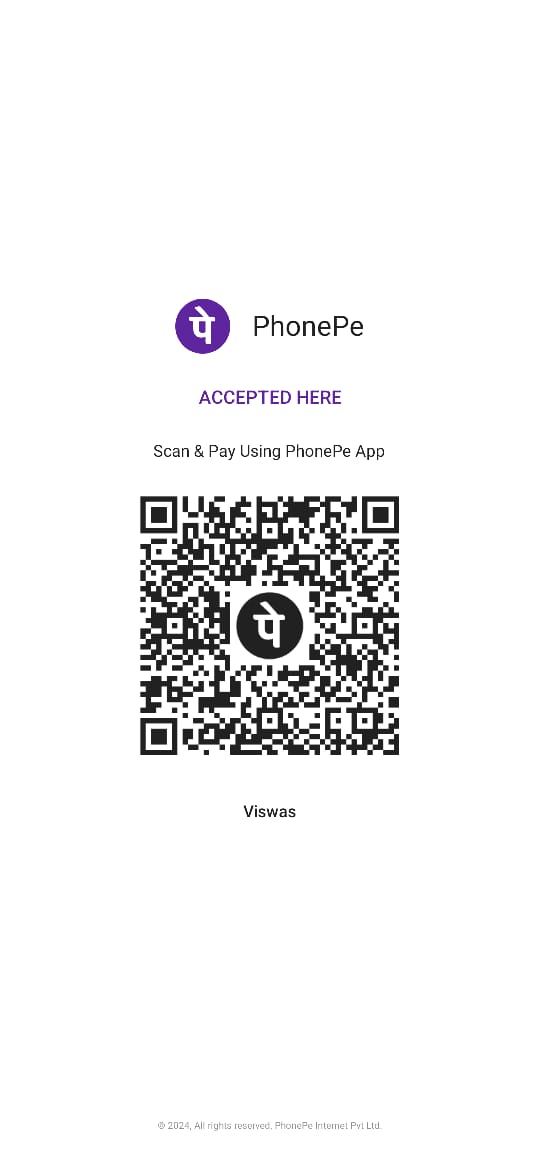 पे PhonePe
ACCEPTED HERE
Scan & Pay Using PhonePe App
पे
Viswas
© 2024, All rights reserved, PhonePe Internet Pvt Ltd.